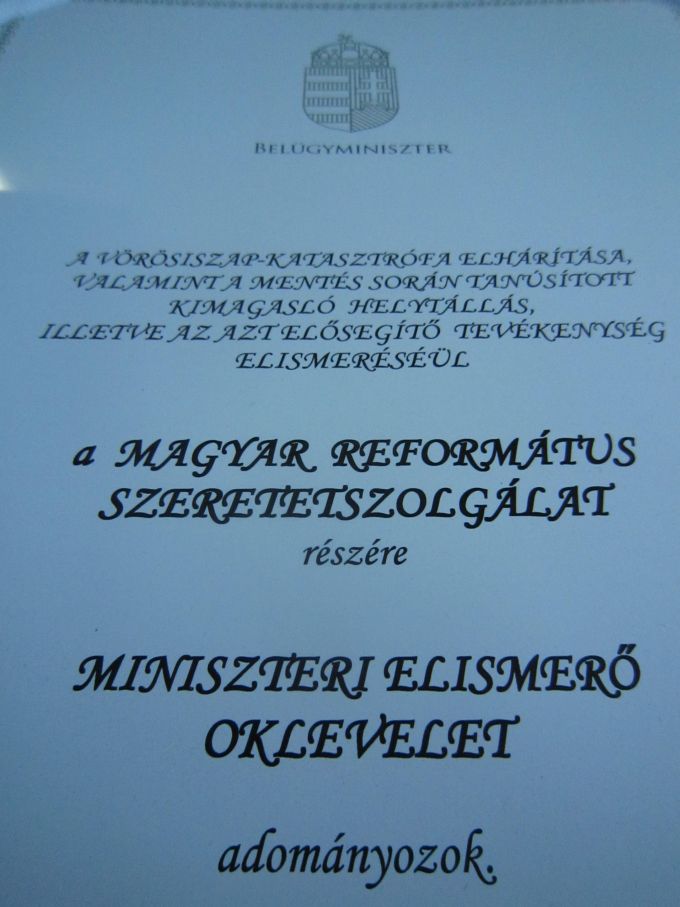 BELÜGYMINISZTER
A VÖRÖSISZAP-KATASZTRÓFA ELHÁRÍTÁSA,
VALAMINT A MENTÉS SORÁN TANÚSÍTOTT
KIMAGASLÓ HELYTÁLLÁS,
ILLETVE AZ AZT ELŐSEGÍTŐ TEVÉKENYSÉG
ELISMERÉSÉÜL
a MAGYAR REFORMÁTUS
SZERETETSZOLGÁLAT
részére
MINISZTERI ELISMERŐ
OKLEVELET
adományozok.